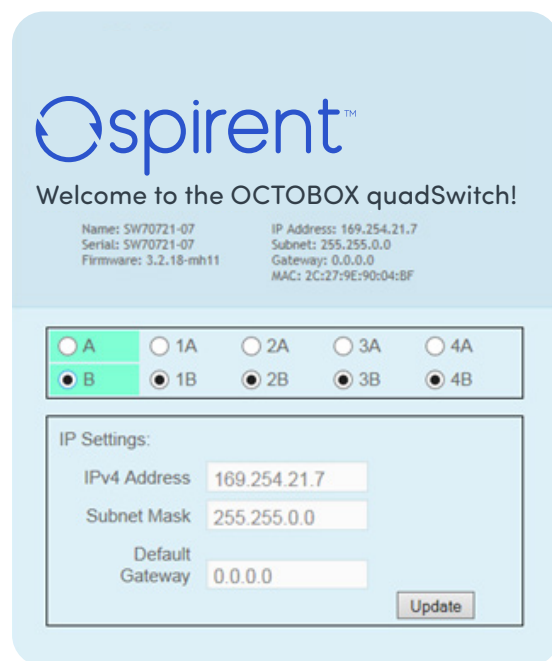 spirent™
Welcome to the OCTOBOX quadSwitch!
Name: SW70721-07
Serial: SW70721-07
Firmware: 3.2.18-mh11
IP Address: 169.254.21.7
Subnet: 255.255.0.0
Gateway: 0.0.0.0
MAC: 2C:27:9E:90:04:BF
A 1A 2A 3A 4A
B 1B 2B 3B 4B
IP Settings:
IPv4 Address 169.254.21.7
Subnet Mask 255.255.0.0
Default
Gateway 0.0.0.0
Update